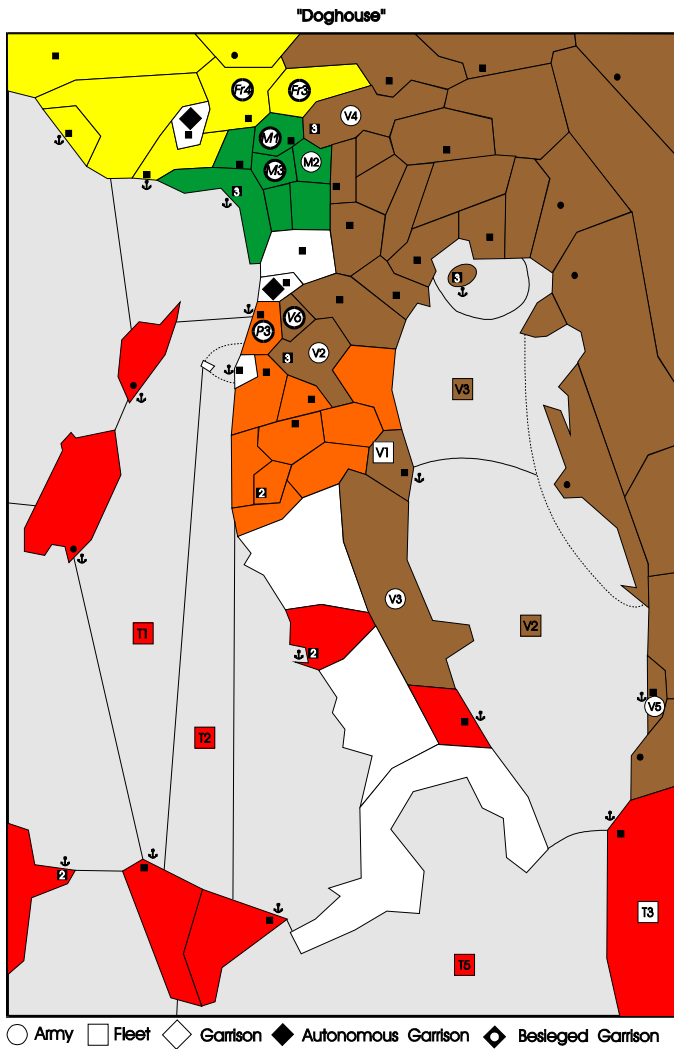 "Doghouse"
Fr4
Fr3
V4
3
M1
M2
M3
3
3
P3
V6
3
V2
V3
V1
2
V3
T1
V2
2
V5
T2
2
T3
T5
Army
Fleet
Garrison
Autonomous Garrison
Besieged Garrison